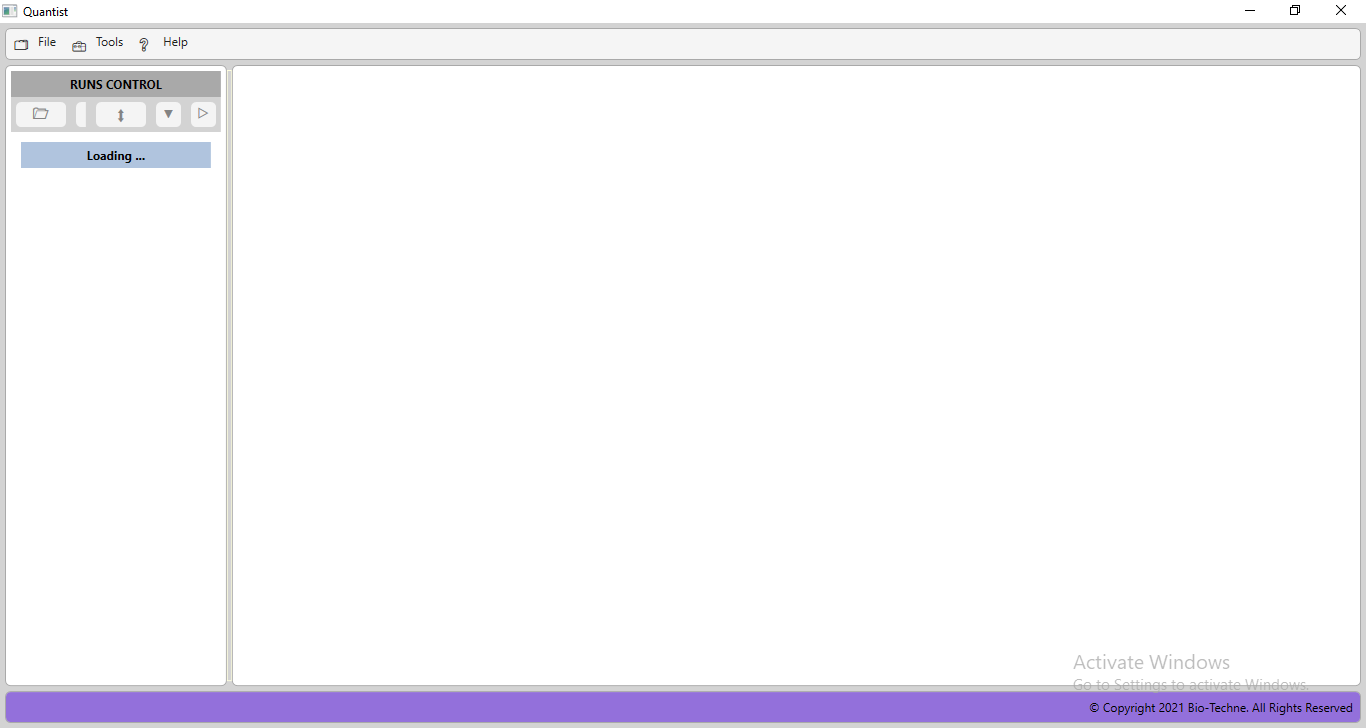 Quantist
File Tools Help
RUNS CONTROL
Loading ...
Activate Windows
Go to Settings to activate Windows.
© Copyright 2021 Bio-Techne. All Rights Reserved